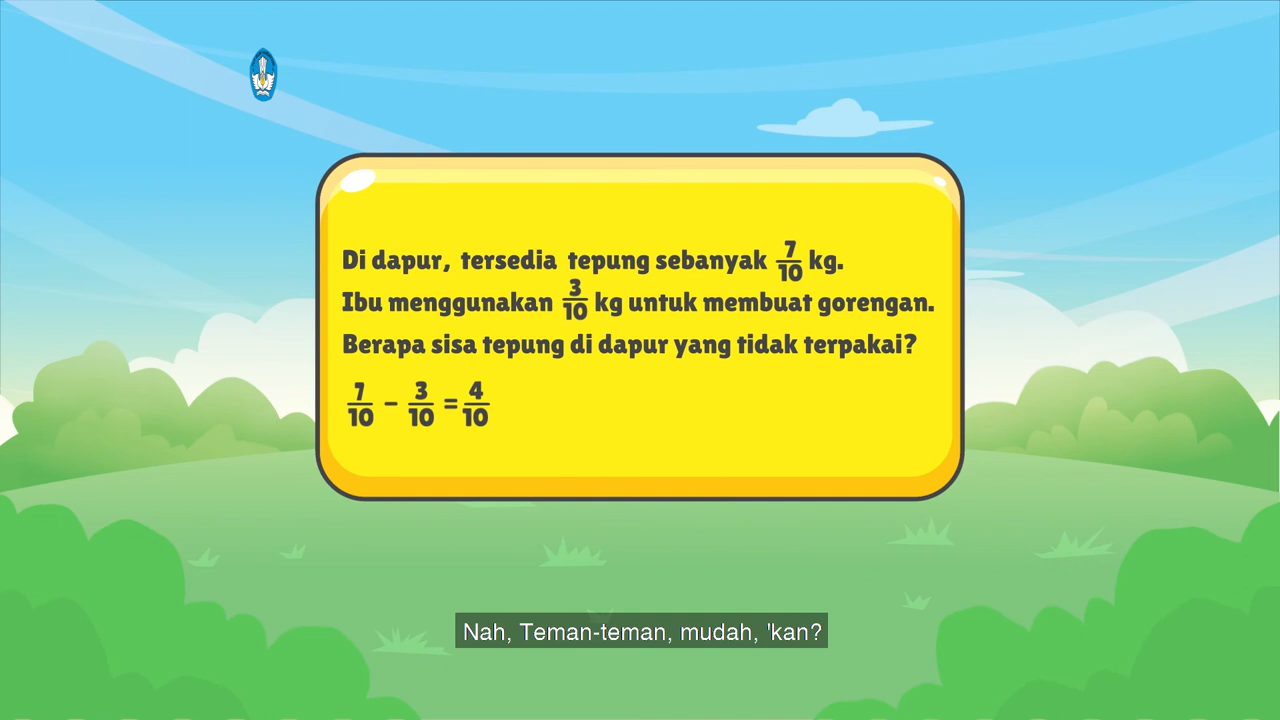 Di dapur, tersedia tepung sebanyak 7/10 kg.
Ibu menggunakan 3/10 kg untuk membuat gorengan.
Berapa sisa tepung di dapur yang tidak terpakai?
7/10 - 3/10 = 4/10
Nah, Teman-teman, mudah, 'kan?